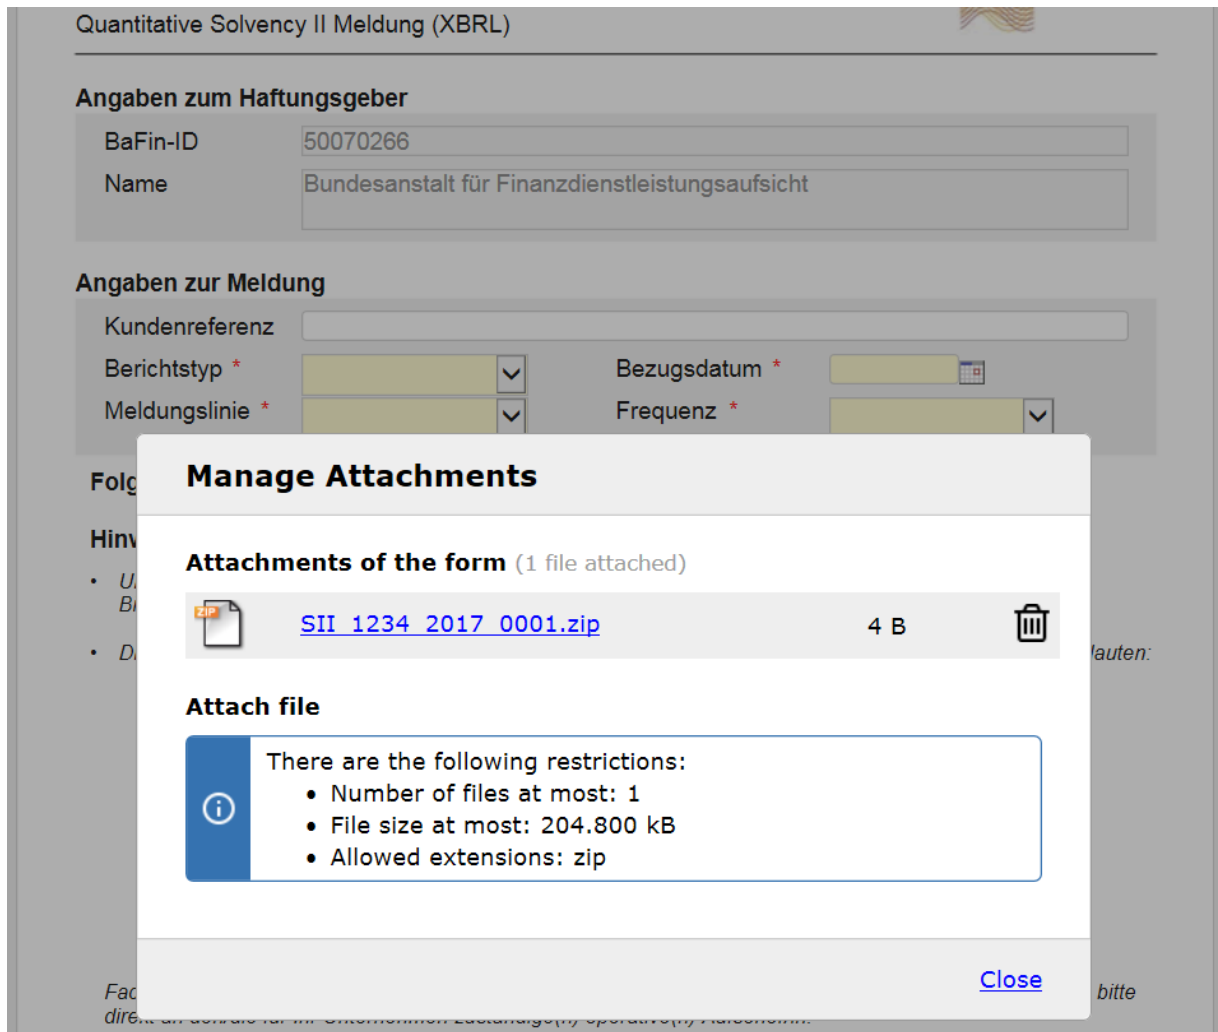 Quantitative Solvency II Meldung (XBRL)
Angaben zum Haftungsgeber
BaFin-ID 50070266
Name Bundesanstalt für Finanzdienstleistungsaufsicht
Angaben zur Meldung
Kundenreferenz
Berichtstyp * Bezugsdatum *
Meldungslinie * Frequenz *
Manage Attachments
Attachments of the form (1 file attached)
ZIP SII_1234_2017_0001.zip 4 B
lauten:
Attach file
There are the following restrictions:
• Number of files at most: 1
• File size at most: 204.800 kB
• Allowed extensions: zip
Close
bitte